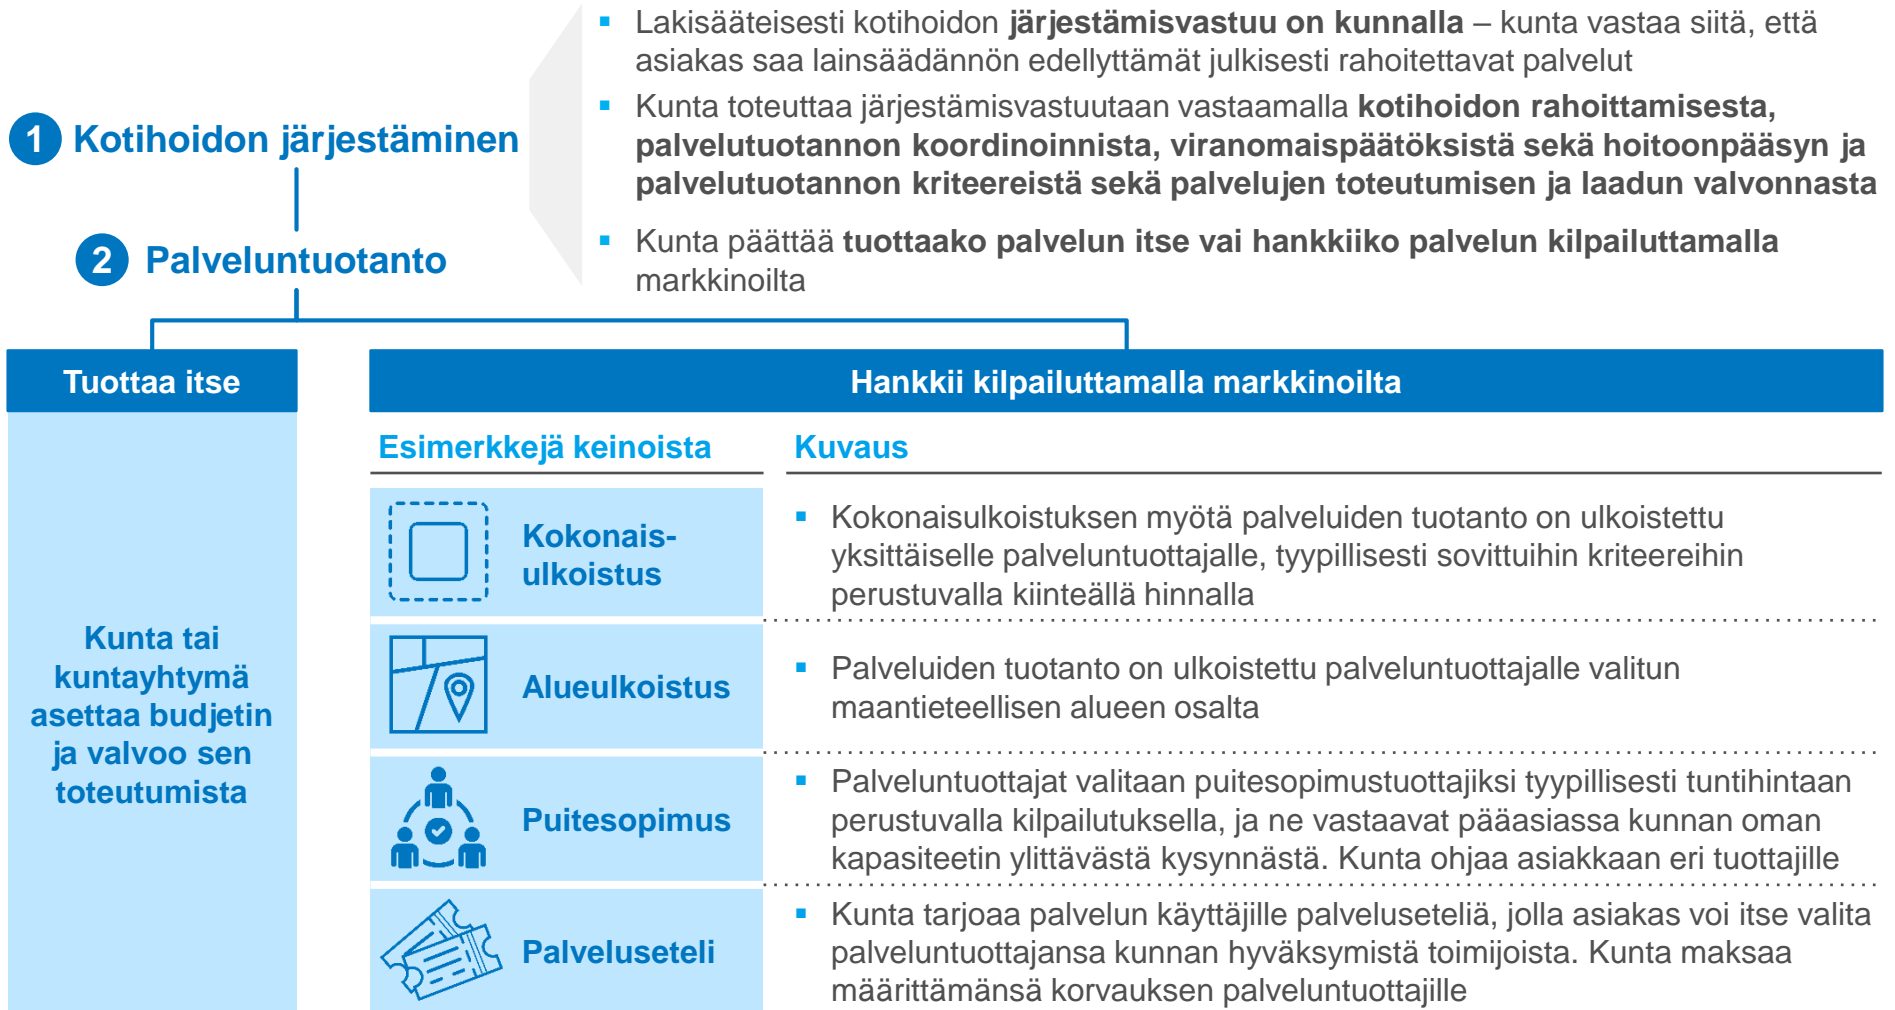 Lakisääteisesti kotihoidon järjestämisvastuu on kunnalla – kunta vastaa siitä, että
asiakas saa lainsäädännön edellyttämät julkisesti rahoitettavat palvelut
Kunta toteuttaa järjestämisvastuutaan vastaamalla kotihoidon rahoittamisesta,
palvelutuotannon koordinoinnista, viranomaispäätöksistä sekä hoitoonpääsyn ja
palvelutuotannon kriteereistä sekä palvelujen toteutumisen ja laadun valvonnasta
Kunta päättää tuottaako palvelun itse vai hankkiiko palvelun kilpailuttamalla
markkinoilta
1 Kotihoidon järjestäminen
2 Palveluntuotanto
Tuottaa itse
Kunta tai
kuntayhtymä
asettaa budjetin
ja valvoo sen
toteutumista
Hankkii kilpailuttamalla markkinoilta
Esimerkkejä keinoista
Kuvaus
Kokonais-
ulkoistus
Kokonaisulkoistuksen myötä palveluiden tuotanto on ulkoistettu
yksittäiselle palveluntuottajalle, tyypillisesti sovittuihin kriteereihin
perustuvalla kiinteällä hinnalla
Alueulkoistus
Palveluiden tuotanto on ulkoistettu palveluntuottajalle valitun
maantieteellisen alueen osalta
Puitesopimus
Palveluntuottajat valitaan puitesopimustuottajiksi tyypillisesti tuntihintaan
perustuvalla kilpailutuksella, ja ne vastaavat pääasiassa kunnan oman
kapasiteetin ylittävästä kysynnästä. Kunta ohjaa asiakkaan eri tuottajille
Palveluseteli
Kunta tarjoaa palvelun käyttäjille palveluseteliä, jolla asiakas voi itse valita
palveluntuottajansa kunnan hyväksymistä toimijoista. Kunta maksaa
määrittämänsä korvauksen palveluntuottajille